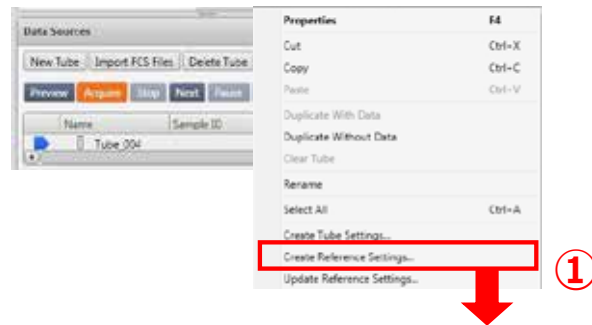 Data Sources
New Tube Import FCS Files Delete Tube
Preview Acquire Stop Next Pause
Name Sample ID
Tube_004
Properties F4
Cut Ctrl+X
Copy Ctrl+C
Paste Ctrl+V
Duplicate With Data
Duplicate Without Data
Clear Tube
Rename
Select All Ctrl+A
Create Tube Settings...
Create Reference Settings...
Update Reference Settings...
①